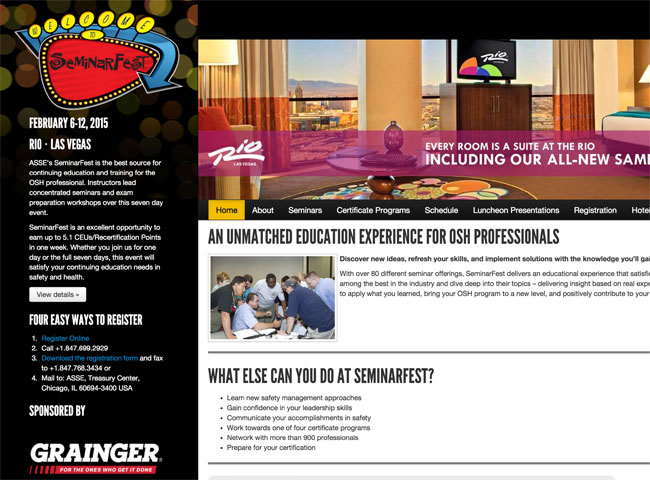 WELCOME
TO
SEMINARFEST
FEBRUARY 6-12, 2015
RIO · LAS VEGAS
ASSE's SeminarFest is the best source for
continuing education and training for the
OSH professional. Instructors lead
concentrated seminars and exam
preparation workshops over this seven day
event.
SeminarFest is an excellent opportunity to
earn up to 5.1 CEUs/Recertification Points
in one week. Whether you join us for one
day or the full seven days, this event will
satisfy your continuing education needs in
safety and health.
View details »
FOUR EASY WAYS TO REGISTER
1. Register Online
2. Call +1.847.699.2929
3. Download the registration form and fax
to +1.847.768.3434 or
4. Mail to: ASSE, Treasury Center,
Chicago, IL 60694-3400 USA
SPONSORED BY
GRAINGER
FOR THE ONES WHO GET IT DONE
Rio
Rio
LAS VEGAS
EVERY ROOM IS A SUITE AT THE RIO
INCLUDING OUR ALL-NEW SAM
Home About Seminars Certificate Programs Schedule Luncheon Presentations Registration Hotel
AN UNMATCHED EDUCATION EXPERIENCE FOR OSH PROFESSIONALS
Discover new ideas, refresh your skills, and implement solutions with the knowledge you'll gai
With over 80 different seminar offerings, SeminarFest delivers an educational experience that satisfi
among the best in the industry and dive deep into their topics – delivering insight based on real expe
to apply what you learned, bring your OSH program to a new level, and positively contribute to your
WHAT ELSE CAN YOU DO AT SEMINARFEST?
• Learn new safety management approaches
• Gain confidence in your leadership skills
• Communicate your accomplishments in safety
• Work towards one of four certificate programs
• Network with more than 900 professionals
• Prepare for your certification